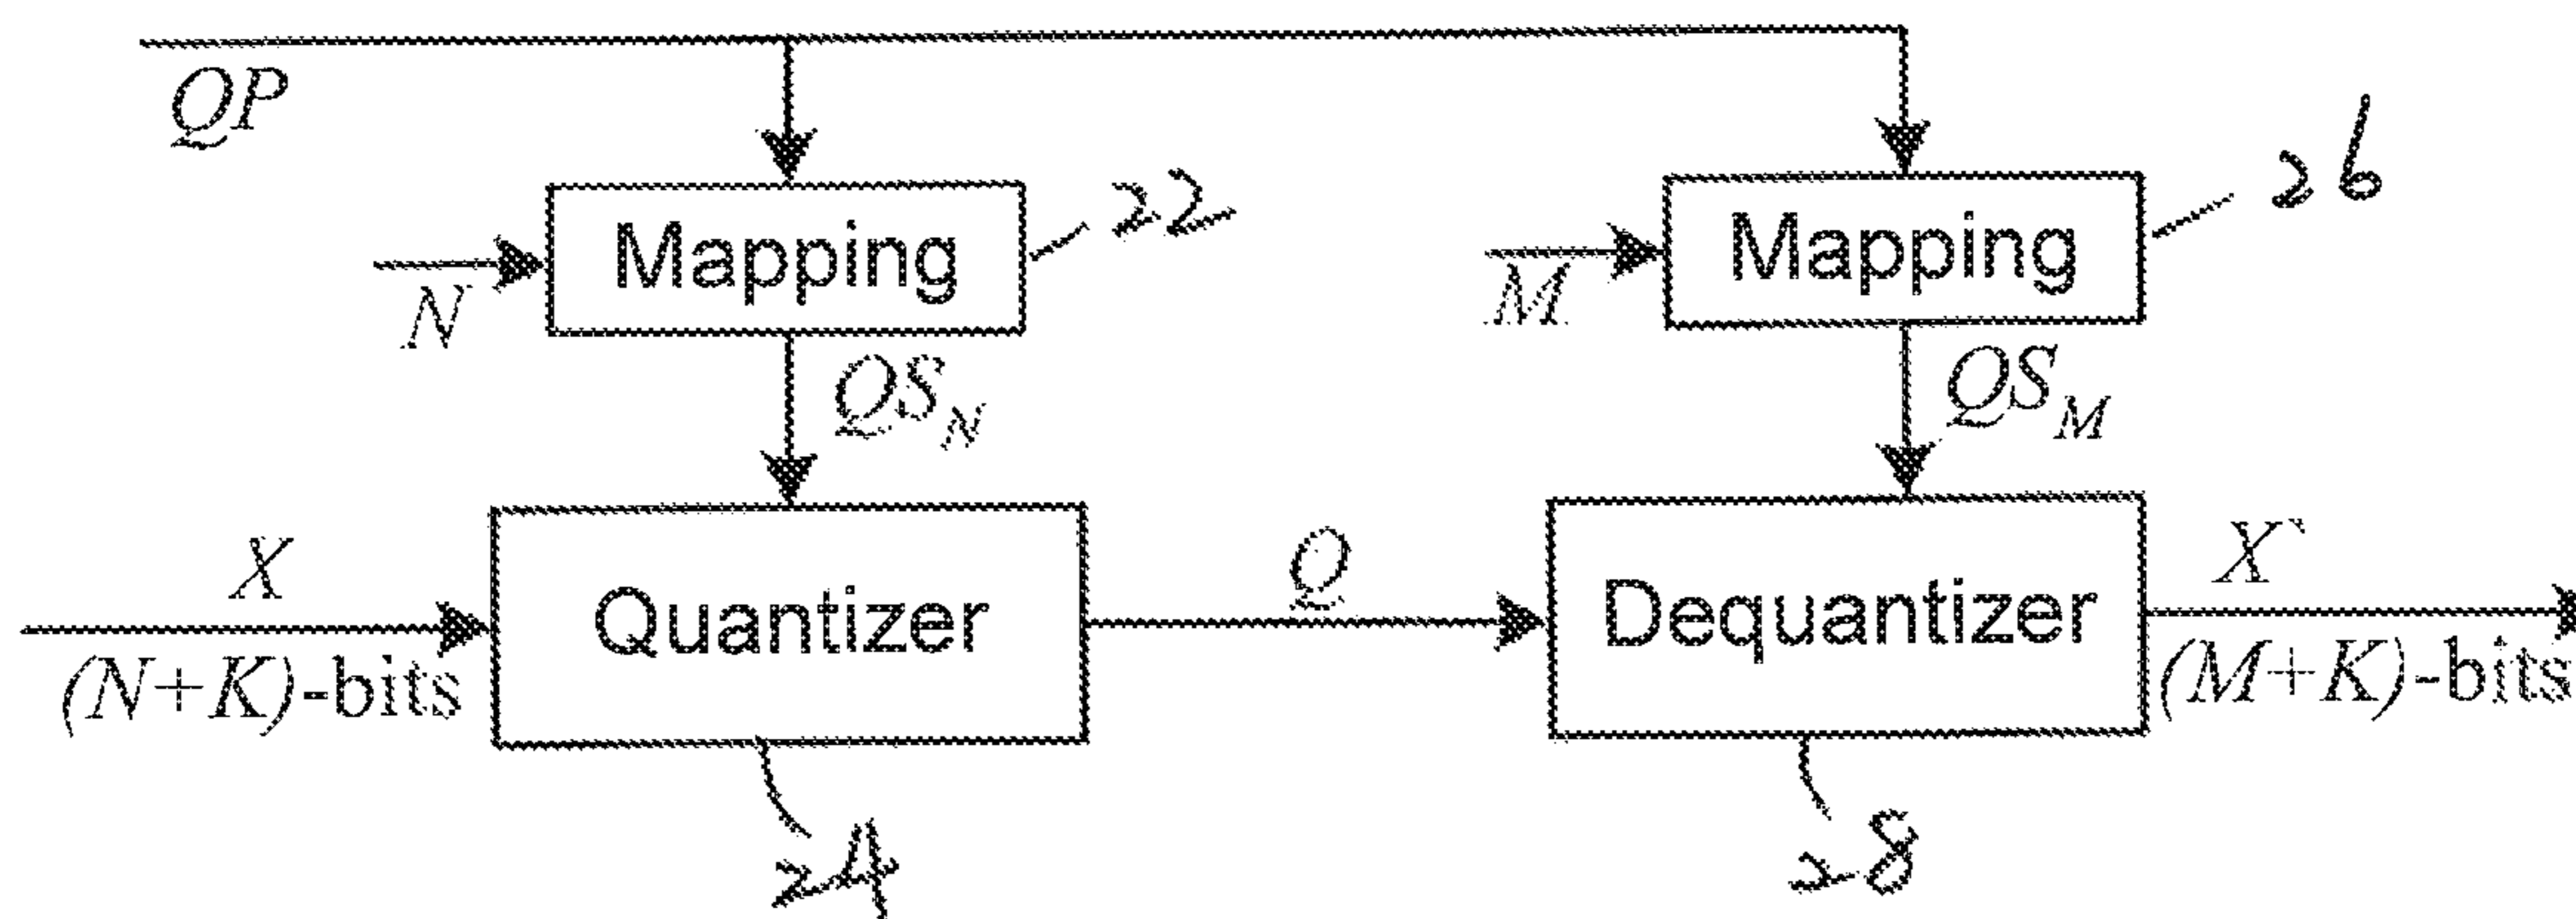 QP
Mapping 22
Mapping 26
N
M
QS_N
QS_M
X
Q
X`
Quantizer
Dequantizer
(N+K)-bits
(M+K)-bits
24
28